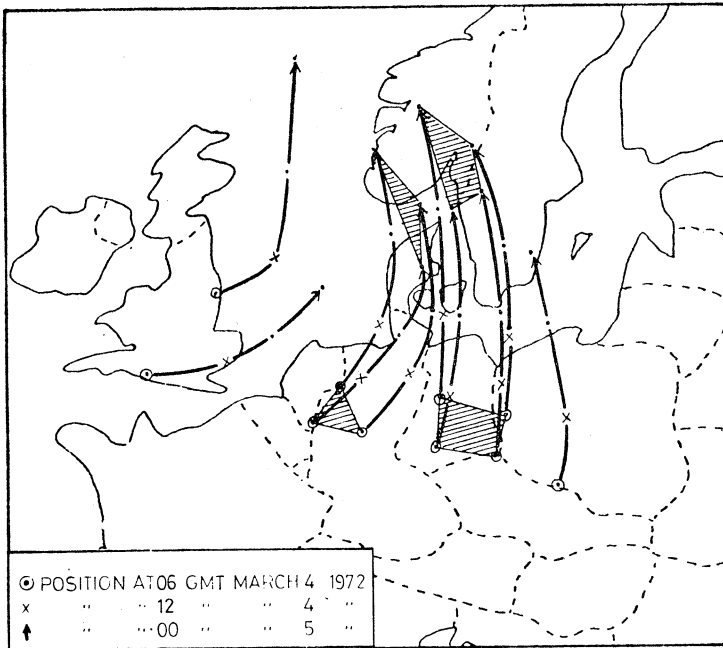 ⊙ POSITION AT 06 GMT MARCH 4 1972
x " " 12 " " 4 "
↑ " " 00 " " 5 "